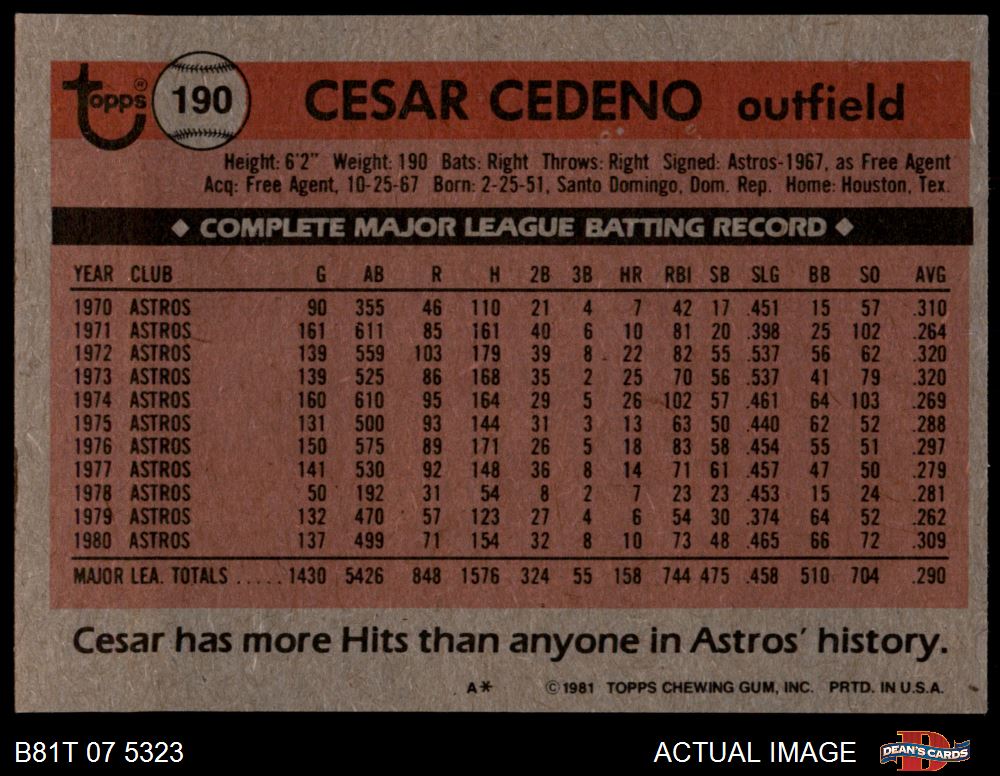 topps ® 190 CESAR CEDENO outfield
Height: 6'2" Weight: 190 Bats: Right Throws: Right Signed: Astros-1967, as Free Agent
Acq: Free Agent, 10-25-67 Born: 2-25-51, Santo Domingo, Dom. Rep. Home: Houston, Tex.
◆ COMPLETE MAJOR LEAGUE BATTING RECORD ◆
YEAR CLUB G AB R H 2B 3B HR RBI SB SLG BB SO AVG
1970 ASTROS 90 355 46 110 21 4 7 42 17 .451 15 57 .310
1971 ASTROS 161 611 85 161 40 6 10 81 20 .398 25 102 .264
1972 ASTROS 139 559 103 179 39 8 22 82 55 .537 56 62 .320
1973 ASTROS 139 525 86 168 35 2 25 70 56 .537 41 79 .320
1974 ASTROS 160 610 95 164 29 5 26 102 57 .461 64 103 .269
1975 ASTROS 131 500 93 144 31 3 13 63 50 .440 62 52 .288
1976 ASTROS 150 575 89 171 26 5 18 83 58 .454 55 51 .297
1977 ASTROS 141 530 92 148 36 8 14 71 61 .457 47 50 .279
1978 ASTROS 50 192 31 54 8 2 7 23 23 .453 15 24 .281
1979 ASTROS 132 470 57 123 27 4 6 54 30 .374 64 52 .262
1980 ASTROS 137 499 71 154 32 8 10 73 48 .465 66 72 .309
MAJOR LEA. TOTALS ..... 1430 5426 848 1576 324 55 158 744 475 .458 510 704 .290
Cesar has more Hits than anyone in Astros' history.
A* ©1981 TOPPS CHEWING GUM, INC. PRTD. IN U.S.A.
B81T 07 5323 ACTUAL IMAGE DEAN'S CARDS